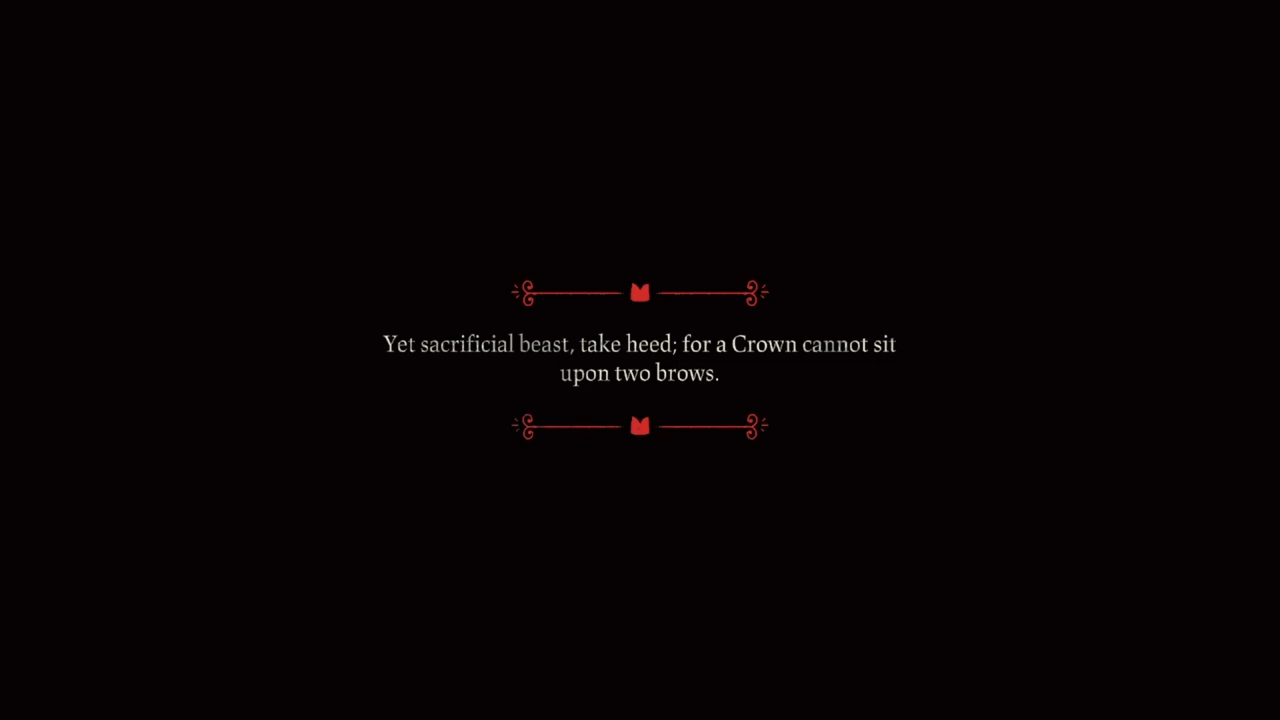 Yet sacrificial beast, take heed; for a Crown cannot sit
upon two brows.